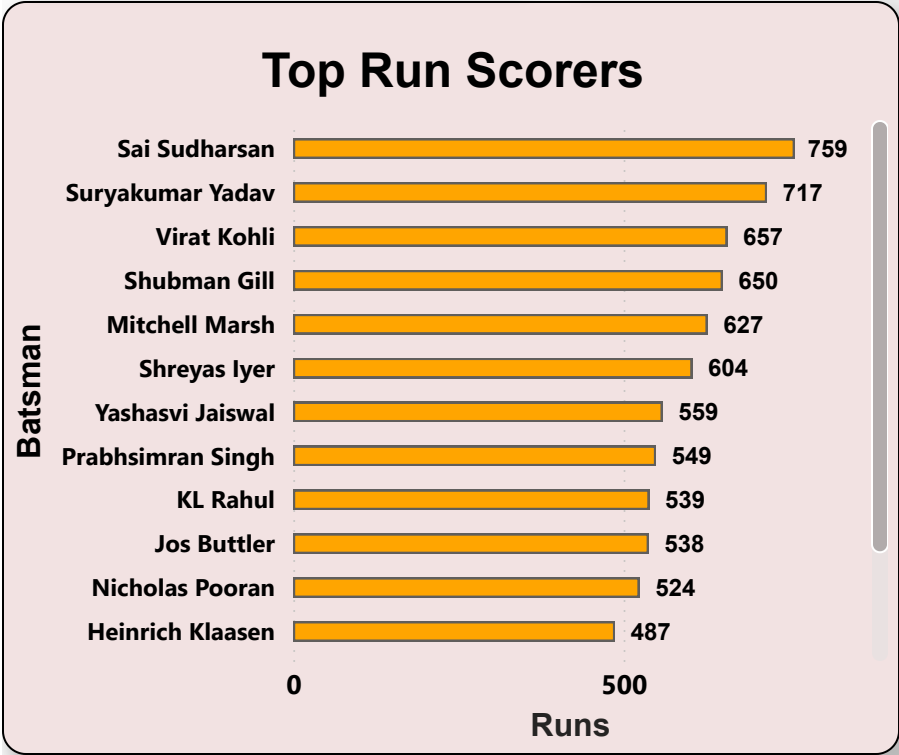 Top Run Scorers
Batsman
Sai Sudharsan 759
Suryakumar Yadav 717
Virat Kohli 657
Shubman Gill 650
Mitchell Marsh 627
Shreyas Iyer 604
Yashasvi Jaiswal 559
Prabhsimran Singh 549
KL Rahul 539
Jos Buttler 538
Nicholas Pooran 524
Heinrich Klaasen 487
0 500
Runs